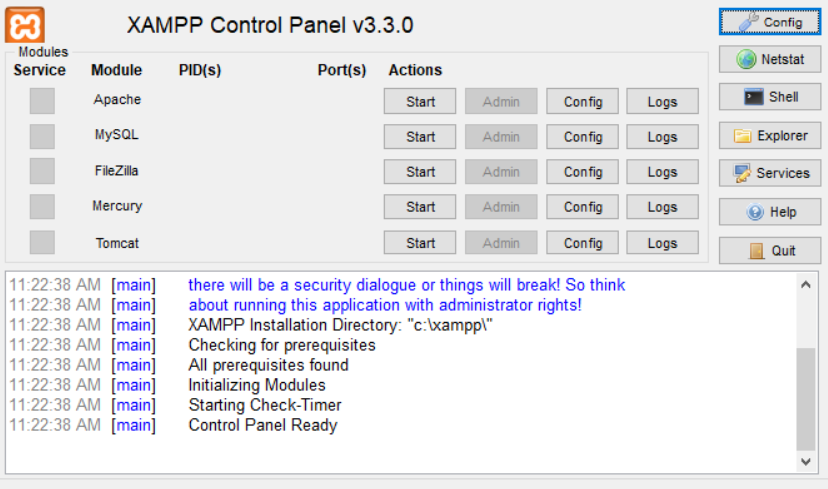 XAMPP Control Panel v3.3.0
Config
Modules
Service Module PID(s) Port(s) Actions
Netstat
Apache Start Admin Config Logs
Shell
MySQL Start Admin Config Logs
Explorer
FileZilla Start Admin Config Logs
Services
Mercury Start Admin Config Logs
Help
Tomcat Start Admin Config Logs
Quit
11:22:38 AM [main] there will be a security dialogue or things will break! So think
11:22:38 AM [main] about running this application with administrator rights!
11:22:38 AM [main] XAMPP Installation Directory: "c:\xampp\"
11:22:38 AM [main] Checking for prerequisites
11:22:38 AM [main] All prerequisites found
11:22:38 AM [main] Initializing Modules
11:22:38 AM [main] Starting Check-Timer
11:22:38 AM [main] Control Panel Ready